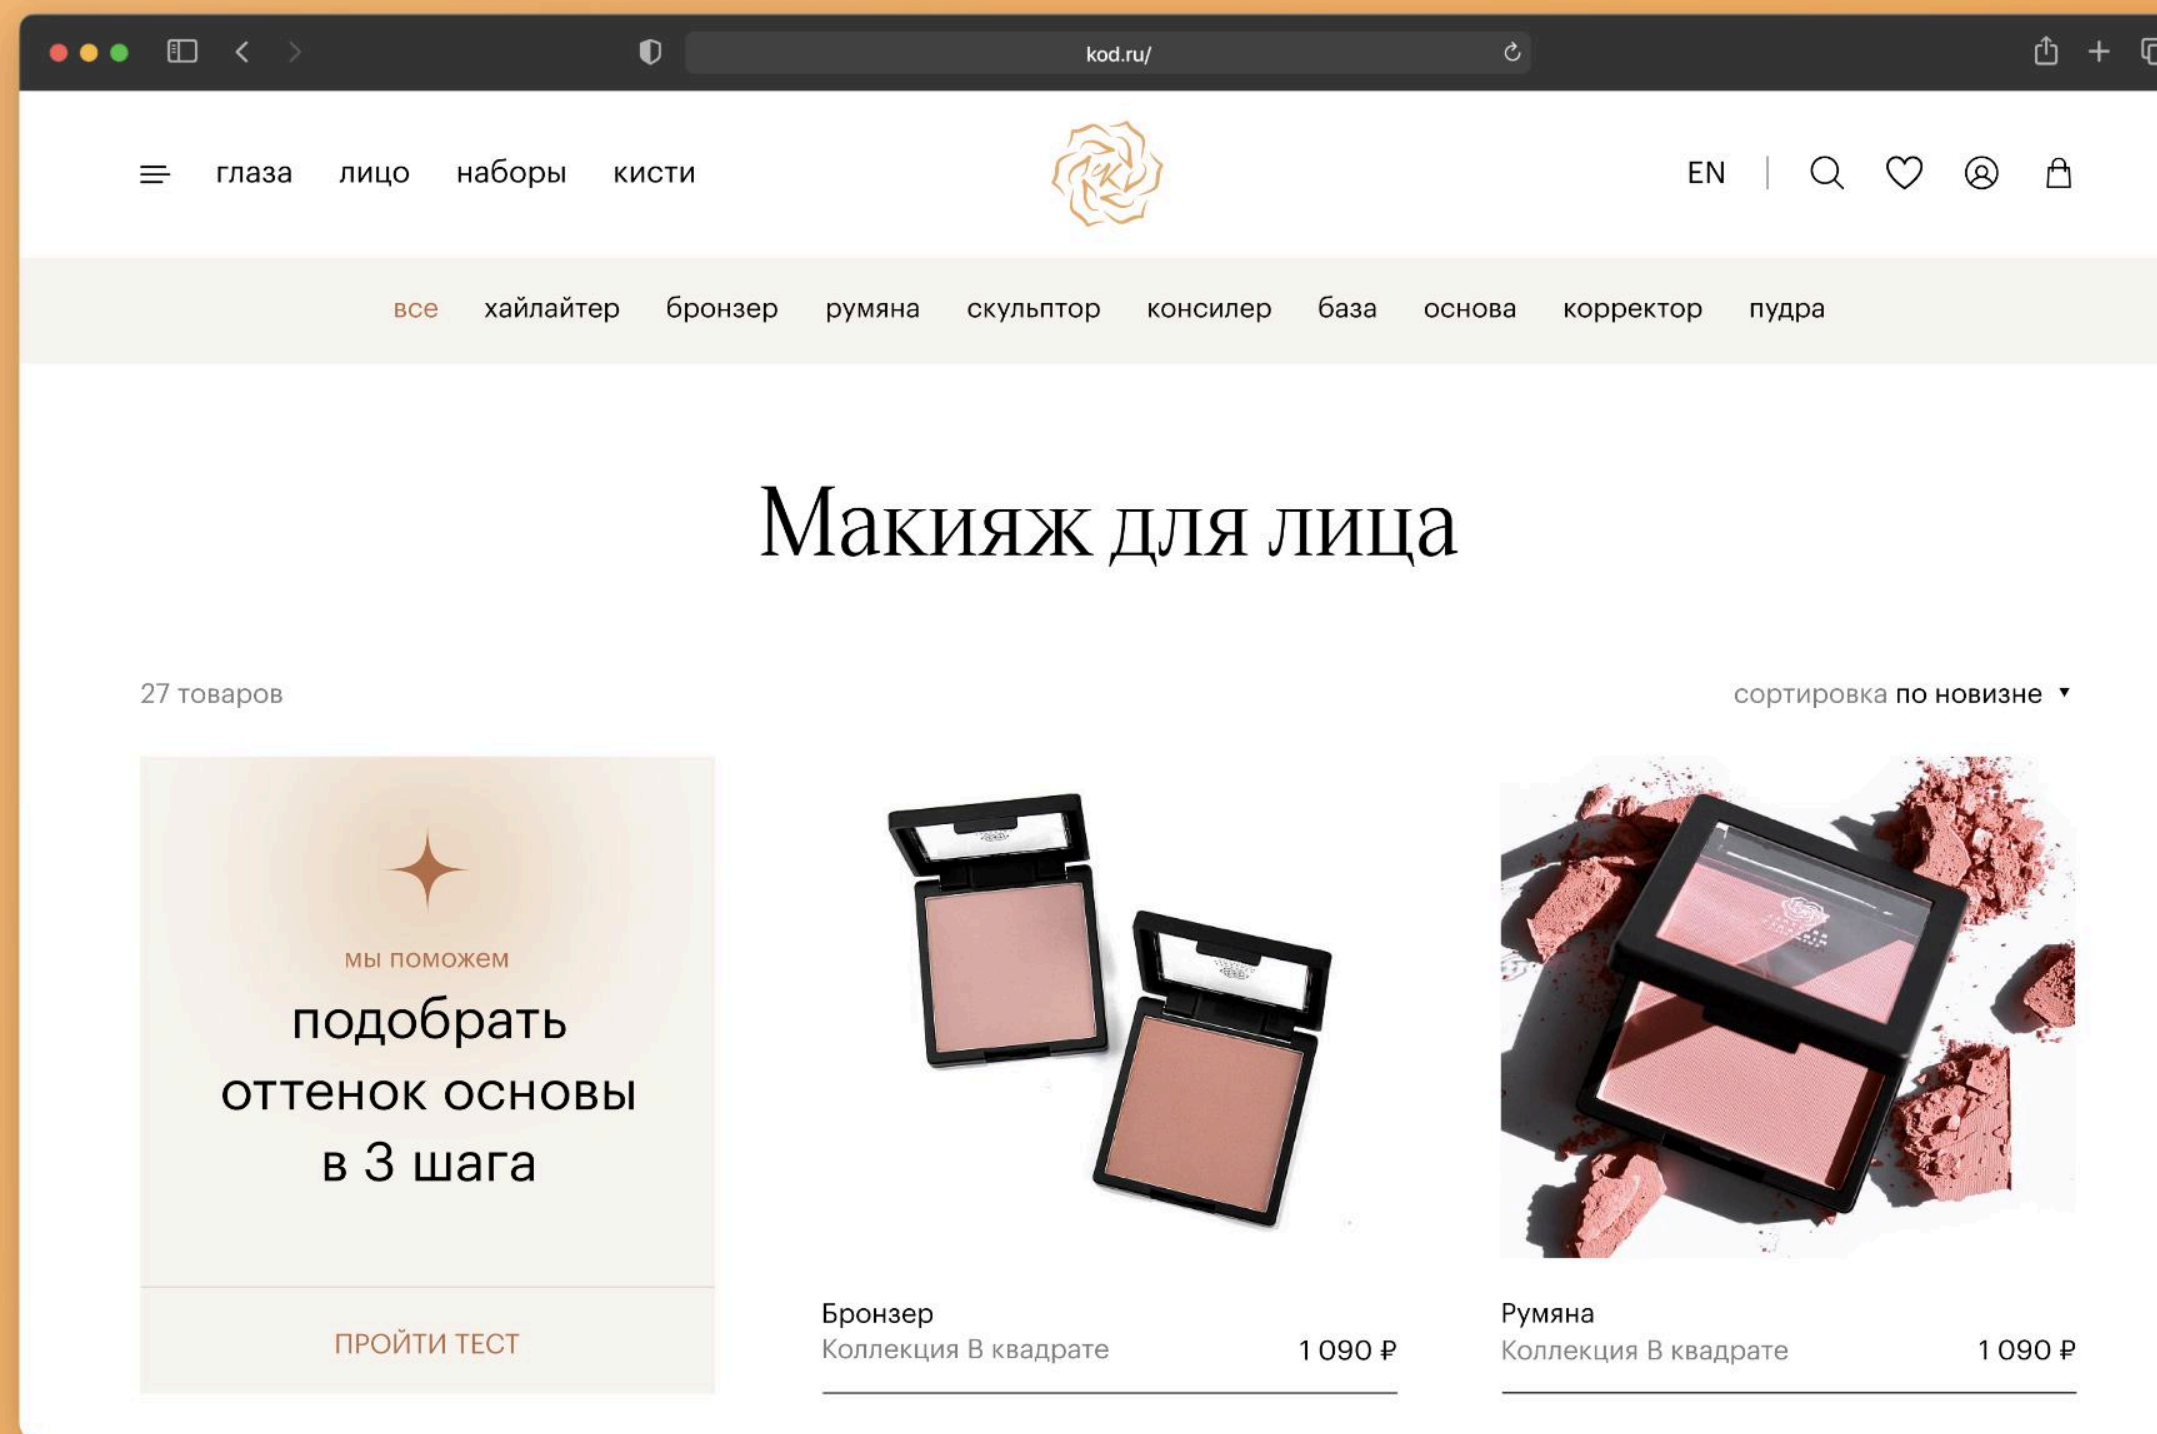 kod.ru/
глаза лицо наборы кисти
EN
все хайлайтер бронзер румяна скульптор консилер база основа корректор пудра
Макияж для лица
27 товаров
сортировка по новизне
мы поможем
подобрать
оттенок основы
в 3 шага
ПРОЙТИ ТЕСТ
Бронзер
Коллекция В квадрате
1 090 ₽
Румяна
Коллекция В квадрате
1 090 ₽